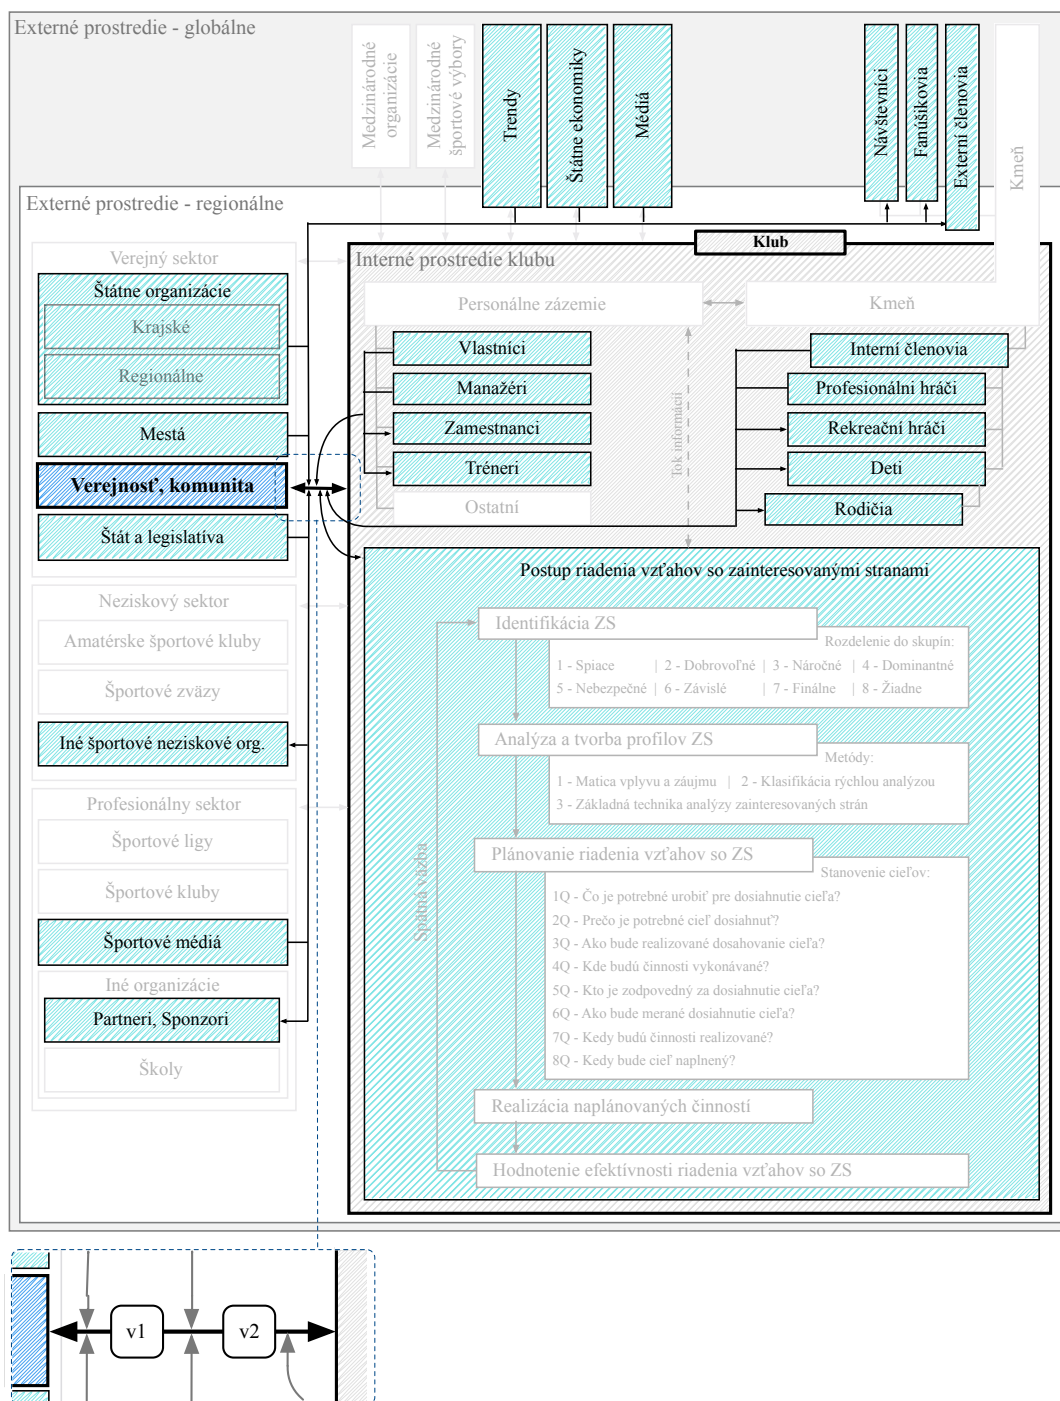 Externé prostredie - globálne
Medzinárodné
organizácie
Medzinárodné
športové výbory
Trendy
Štátne ekonomiky
Médiá
Návštevníci
Fanúšikovia
Externí členovia
Kmeň
Externé prostredie - regionálne
Klub
Verejný sektor
Štátne organizácie
Krajské
Regionálne
Mestá
Verejnosť, komunita
Štát a legislatíva
Neziskový sektor
Amatérske športové kluby
Športové zväzy
Iné športové neziskové org.
Profesionálny sektor
Športové ligy
Športové kluby
Športové médiá
Iné organizácie
Partneri, Sponzori
Školy
Interné prostredie klubu
Personálne zázemie
Kmeň
Vlastníci
Manažéri
Zamestnanci
Tréneri
Ostatní
Tok informácií
Interní členovia
Profesionálni hráči
Rekreační hráči
Deti
Rodičia
Postup riadenia vzťahov so zainteresovanými stranami
Identifikácia ZS
Rozdelenie do skupín:
1 - Spiace | 2 - Dobrovoľné | 3 - Náročné | 4 - Dominantné
5 - Nebezpečné | 6 - Závislé | 7 - Finálne | 8 - Žiadne
Analýza a tvorba profilov ZS
Metódy:
1 - Matica vplyvu a záujmu | 2 - Klasifikácia rýchlou analýzou
3 - Základná technika analýzy zainteresovaných strán
Plánovanie riadenia vzťahov so ZS
Stanovenie cieľov:
1Q - Čo je potrebné urobiť pre dosiahnutie cieľa?
2Q - Prečo je potrebné cieľ dosiahnuť?
3Q - Ako bude realizované dosahovanie cieľa?
4Q - Kde budú činnosti vykonávané?
5Q - Kto je zodpovedný za dosiahnutie cieľa?
6Q - Ako bude merané dosiahnutie cieľa?
7Q - Kedy budú činnosti realizované?
8Q - Kedy bude cieľ naplnený?
Spätná väzba
Realizácia naplánovaných činností
Hodnotenie efektívnosti riadenia vzťahov so ZS
v1
v2